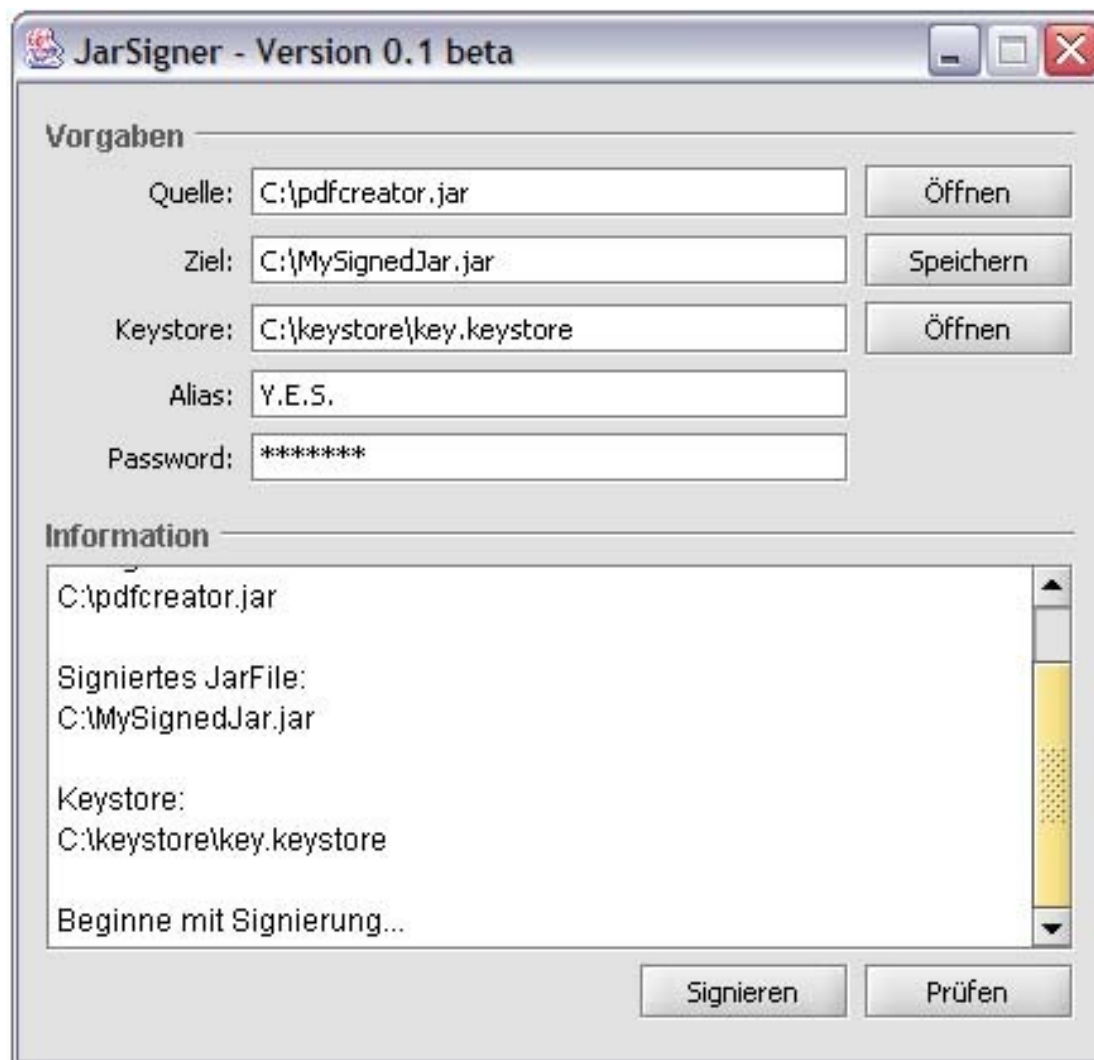 JarSigner - Version 0.1 beta
Vorgaben
Quelle: C:\pdfcreator.jar Öffnen
Ziel: C:\MySignedJar.jar Speichern
Keystore: C:\keystore\key.keystore Öffnen
Alias: Y.E.S.
Password: *******
Information
C:\pdfcreator.jar
Signiertes JarFile:
C:\MySignedJar.jar
Keystore:
C:\keystore\key.keystore
Beginne mit Signierung...
Signieren Prüfen